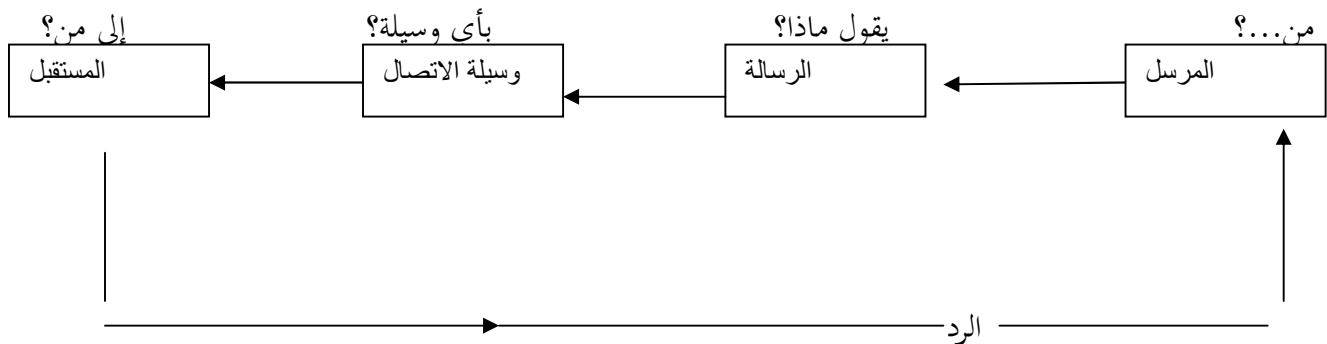 من...؟ يقول ماذا؟ بأي وسيلة؟ إلى من؟
المرسل الرسالة وسيلة الاتصال المستقبل
الرد